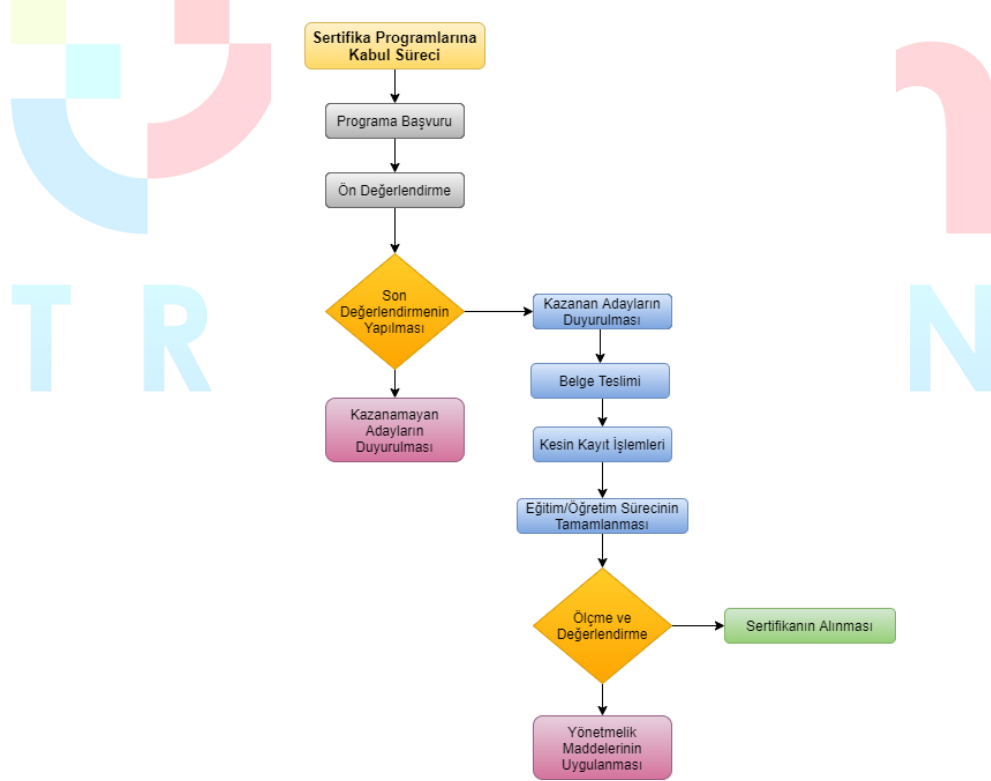 Sertifika Programlarına
Kabul Süreci
Programa Başvuru
Ön Değerlendirme
Son
Değerlendirmenin
Yapılması
Kazanan Adayların
Duyurulması
Belge Teslimi
Kazanamayan
Adayların
Duyurulması
Kesin Kayıt İşlemleri
Eğitim/Öğretim Sürecinin
Tamamlanması
Ölçme ve
Değerlendirme
Sertifikanın Alınması
Yönetmelik
Maddelerinin
Uygulanması
T R N